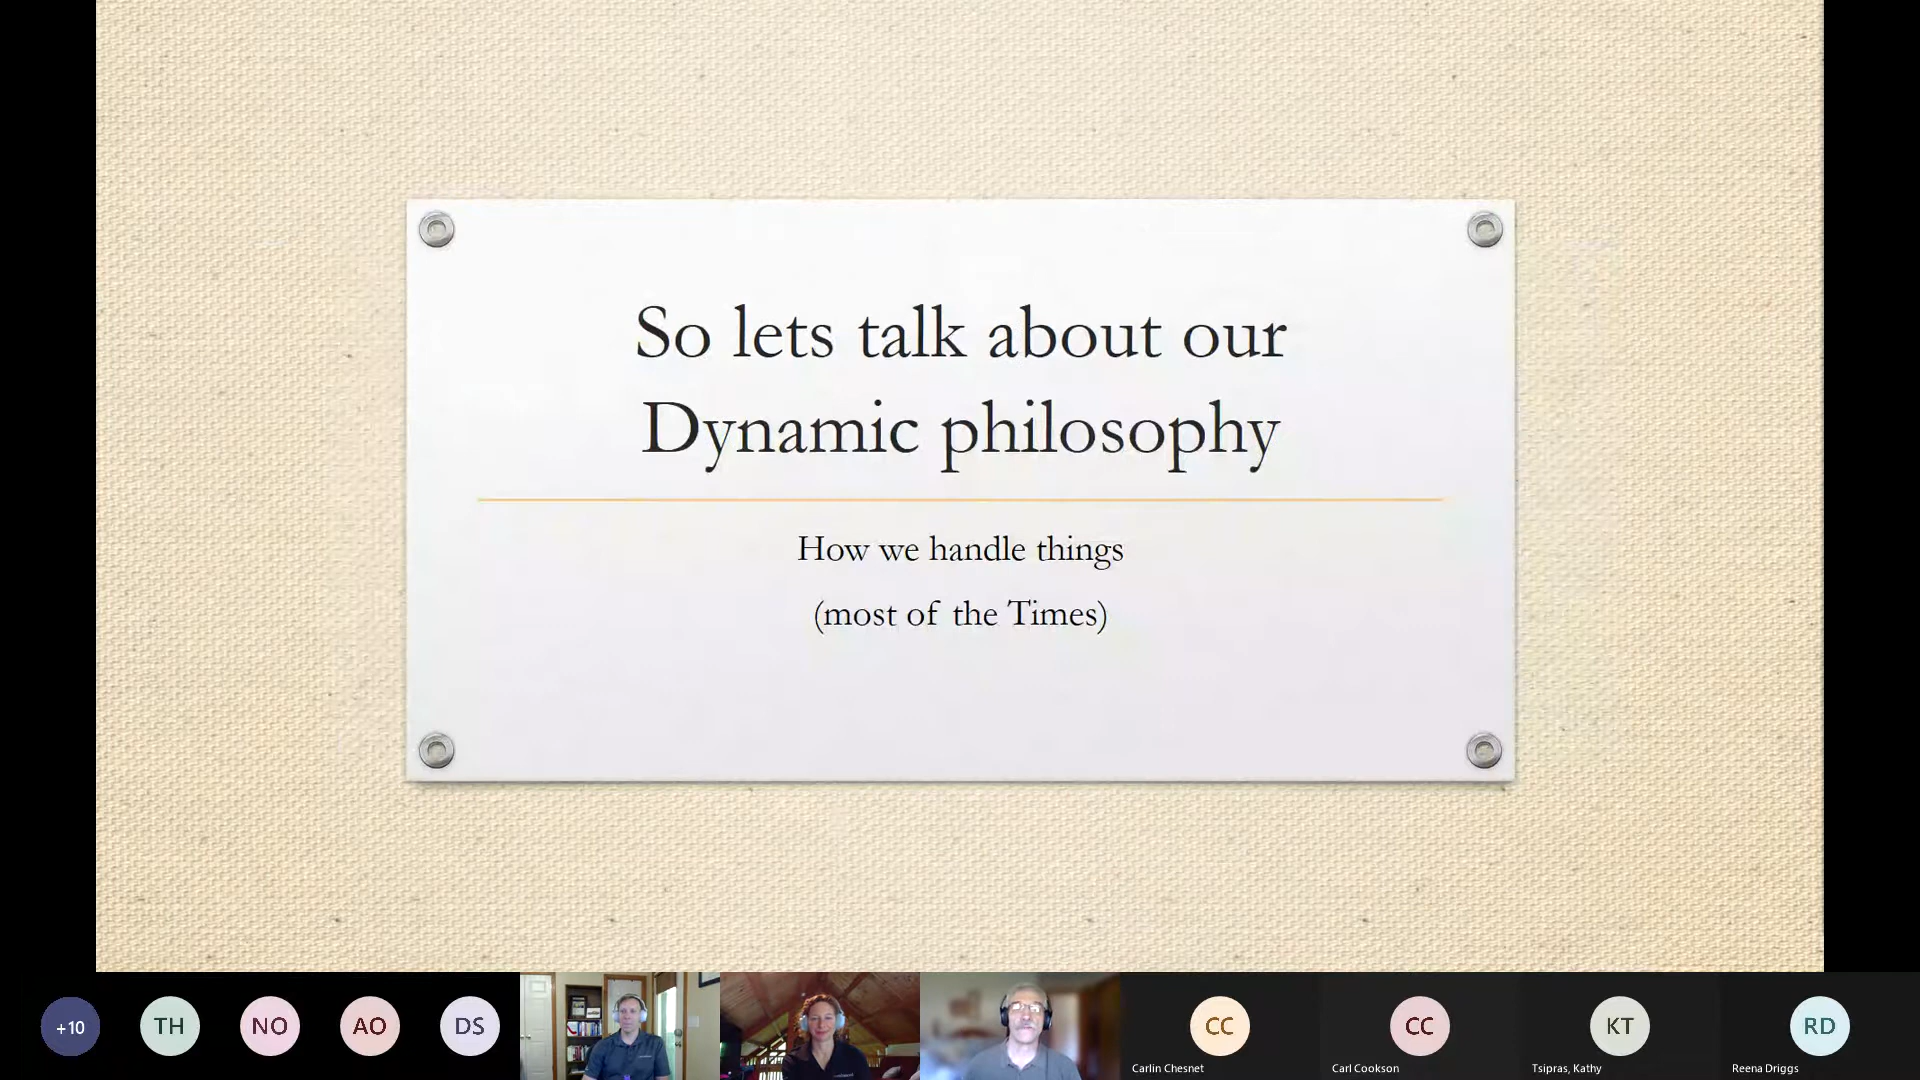 So lets talk about our
Dynamic philosophy
How we handle things
(most of the Times)
+10
TH
NO
AO
DS
CC
Carlin Chesnet
CC
Carl Cookson
KT
Tsipras, Kathy
RD
Reena Driggs